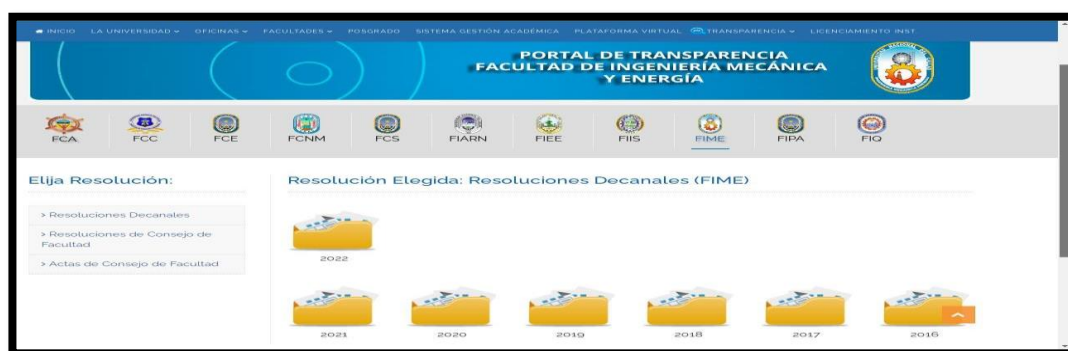 INICIO LA UNIVERSIDAD OFICINAS FACULTADES POSGRADO SISTEMA GESTIÓN ACADÉMICA PLATAFORMA VIRTUAL TRANSPARENCIA LICENCIAMIENTO INST
PORTAL DE TRANSPARENCIA
FACULTAD DE INGENIERÍA MECÁNICA
Y ENERGÍA
FCA FCC FCE FCNM FCS FIARN FIEE FIIS FIME FIPA FIQ
Elija Resolución:
> Resoluciones Decanales
> Resoluciones de Consejo de
Facultad
> Actas de Consejo de Facultad
Resolución Elegida: Resoluciones Decanales (FIME)
2022
2021 2020 2019 2018 2017 2016